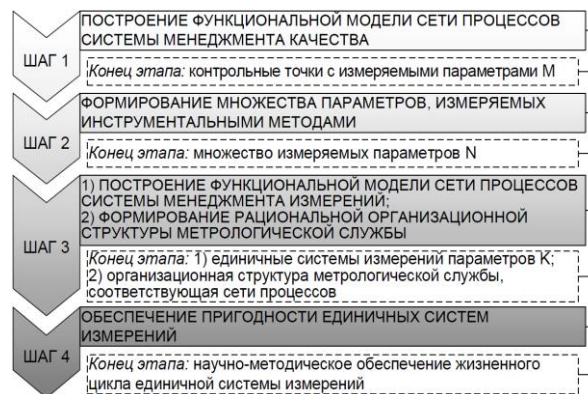 ШАГ 1
ПОСТРОЕНИЕ ФУНКЦИОНАЛЬНОЙ МОДЕЛИ СЕТИ ПРОЦЕССОВ
СИСТЕМЫ МЕНЕДЖМЕНТА КАЧЕСТВА
Конец этапа: контрольные точки с измеряемыми параметрами М
ШАГ 2
ФОРМИРОВАНИЕ МНОЖЕСТВА ПАРАМЕТРОВ, ИЗМЕРЯЕМЫХ
ИНСТРУМЕНТАЛЬНЫМИ МЕТОДАМИ
Конец этапа: множество измеряемых параметров N
ШАГ 3
1) ПОСТРОЕНИЕ ФУНКЦИОНАЛЬНОЙ МОДЕЛИ СЕТИ ПРОЦЕССОВ
СИСТЕМЫ МЕНЕДЖМЕНТА ИЗМЕРЕНИЙ;
2) ФОРМИРОВАНИЕ РАЦИОНАЛЬНОЙ ОРГАНИЗАЦИОННОЙ
СТРУКТУРЫ МЕТРОЛОГИЧЕСКОЙ СЛУЖБЫ
Конец этапа: 1) единичные системы измерений параметров K;
2) организационная структура метрологической службы,
соответствующая сети процессов
ШАГ 4
ОБЕСПЕЧЕНИЕ ПРИГОДНОСТИ ЕДИНИЧНЫХ СИСТЕМ
ИЗМЕРЕНИЙ
Конец этапа: научно-методическое обеспечение жизненного
цикла единичной системы измерений